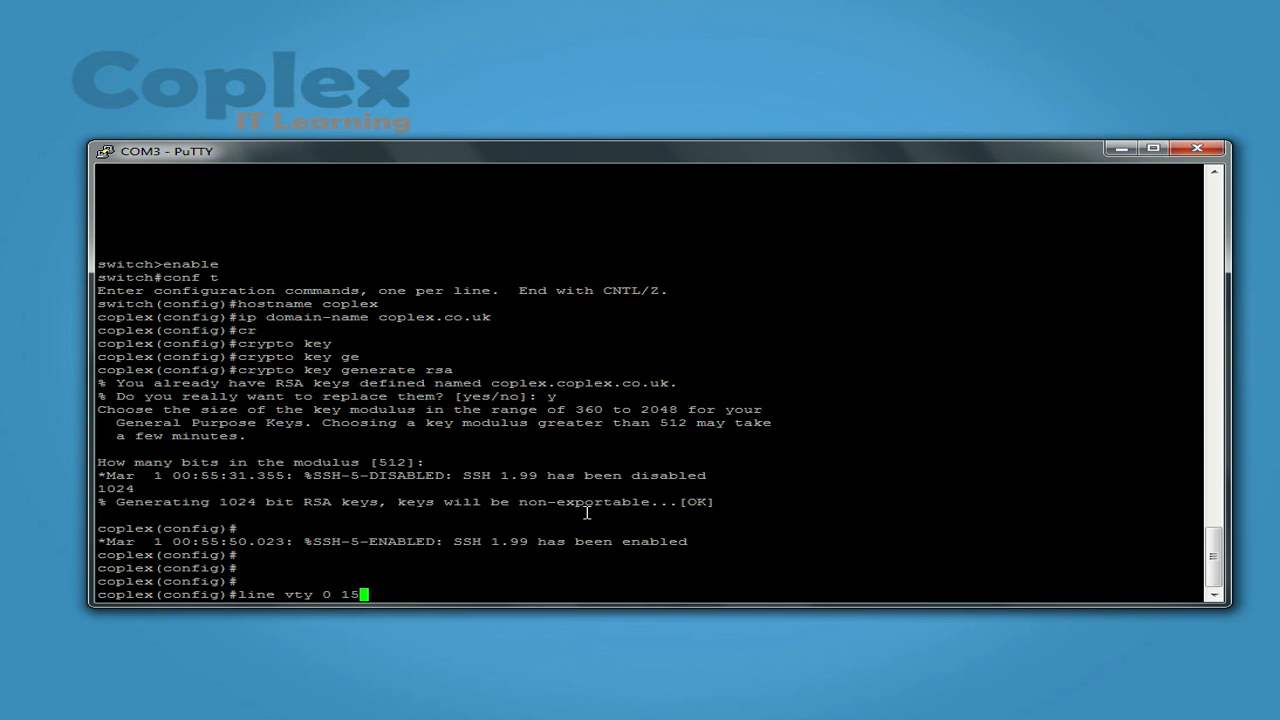 Coplex
IT Learning
COM3 - PuTTY
switch>enable
switch#conf t
Enter configuration commands, one per line.  End with CNTL/Z.
switch(config)#hostname coplex
coplex(config)#ip domain-name coplex.co.uk
coplex(config)#cr
coplex(config)#crypto key
coplex(config)#crypto key ge
coplex(config)#crypto key generate rsa
% You already have RSA keys defined named coplex.coplex.co.uk.
% Do you really want to replace them? [yes/no]: y
Choose the size of the key modulus in the range of 360 to 2048 for your
  General Purpose Keys. Choosing a key modulus greater than 512 may take
  a few minutes.
How many bits in the modulus [512]:
*Mar  1 00:55:31.355: %SSH-5-DISABLED: SSH 1.99 has been disabled
1024
% Generating 1024 bit RSA keys, keys will be non-exportable...[OK]
coplex(config)#
*Mar  1 00:55:50.023: %SSH-5-ENABLED: SSH 1.99 has been enabled
coplex(config)#
coplex(config)#
coplex(config)#
coplex(config)#line vty 0 15